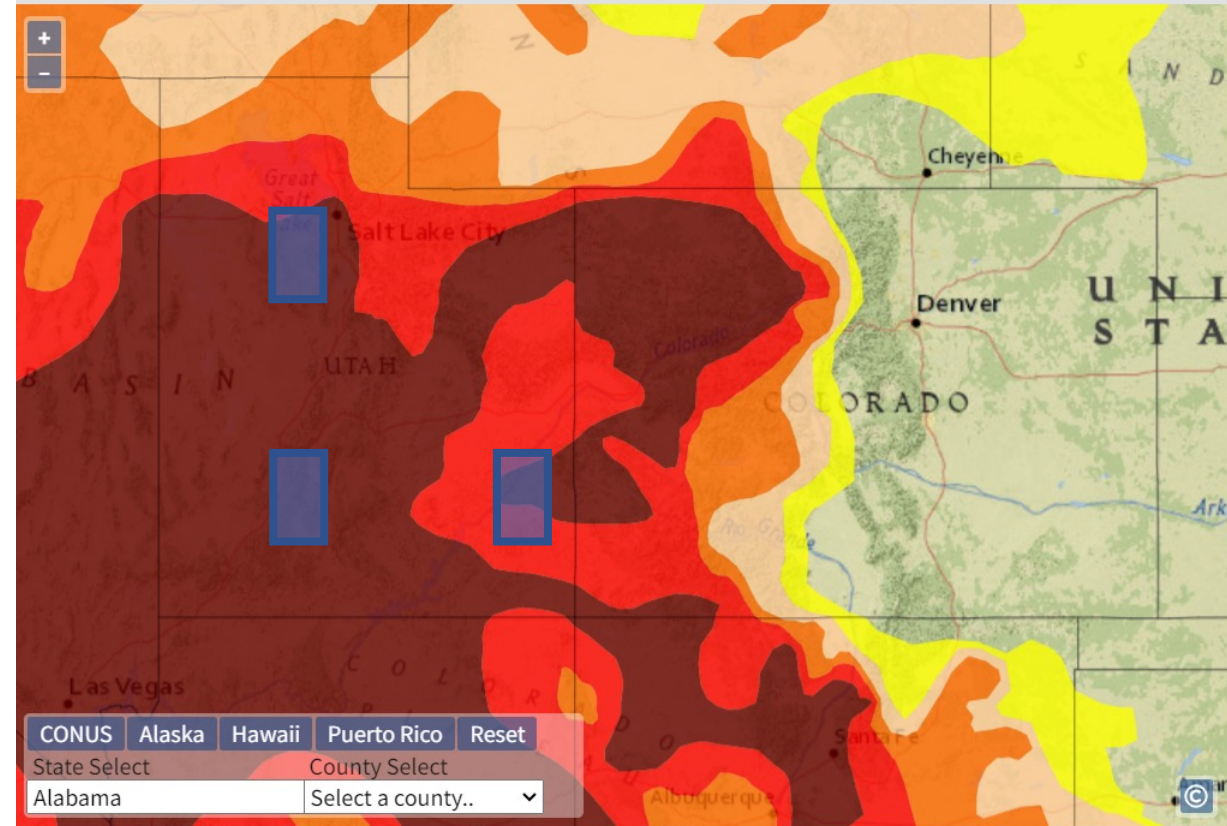 +
−
N
S
S A N D
Cheyenne
Great
Salt
Lake
Salt Lake City
Denver
U N I
S T A
Colorado
UTAH
B A S I N
COLORADO
Ark
Rio Grande
C O L O R A D O
Las Vegas
Santa Fe
CONUS Alaska Hawaii Puerto Rico Reset
State Select County Select
Alabama Select a county..
Albuquerque
©